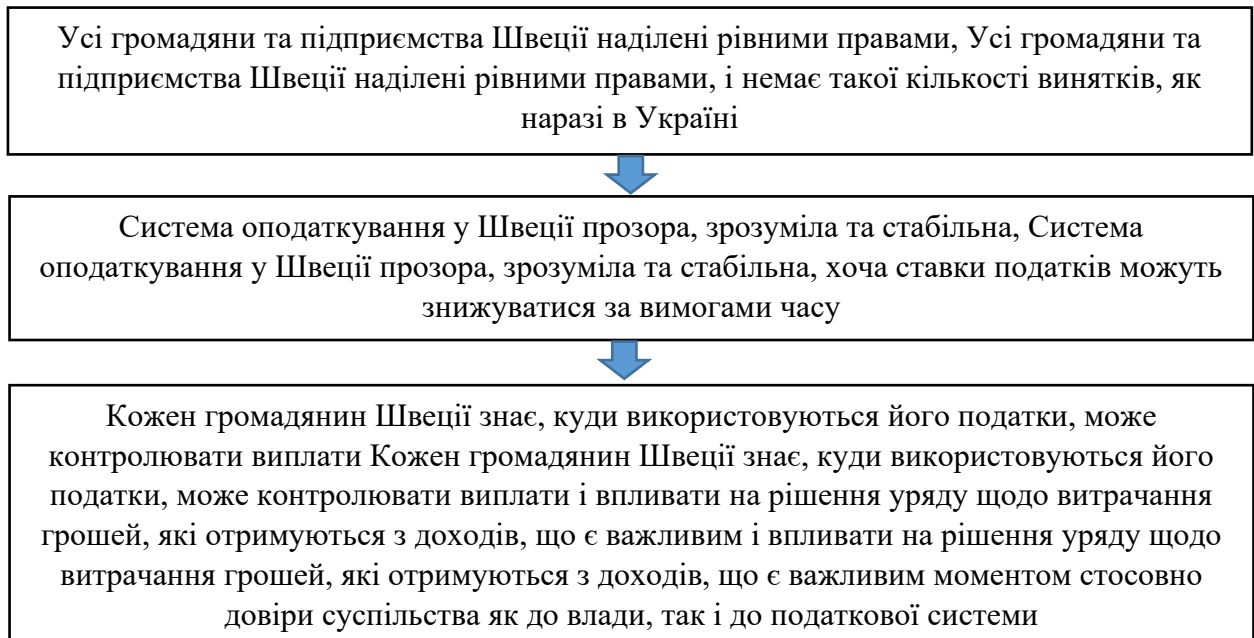 Усі громадяни та підприємства Швеції наділені рівними правами, Усі громадяни та
підприємства Швеції наділені рівними правами, і немає такої кількості винятків, як
наразі в Україні
Система оподаткування у Швеції прозора, зрозуміла та стабільна, Система
оподаткування у Швеції прозора, зрозуміла та стабільна, хоча ставки податків можуть
знижуватися за вимогами часу
Кожен громадянин Швеції знає, куди використовуються його податки, може
контролювати виплати Кожен громадянин Швеції знає, куди використовуються його
податки, може контролювати виплати і впливати на рішення уряду щодо витрачання
грошей, які отримуються з доходів, що є важливим і впливати на рішення уряду щодо
витрачання грошей, які отримуються з доходів, що є важливим моментом стосовно
довіри суспільства як до влади, так і до податкової системи